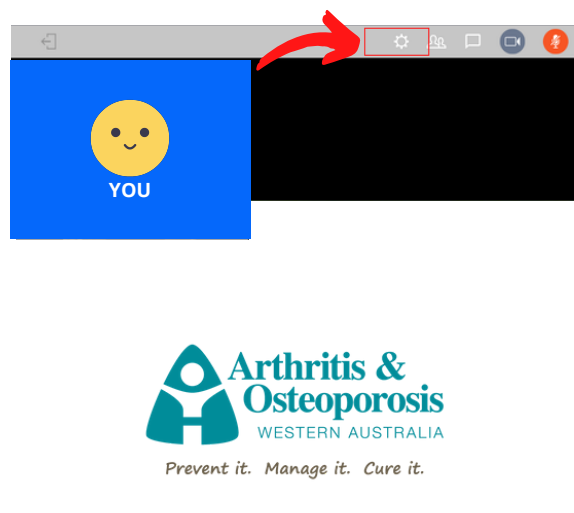 YOU
Arthritis &
Osteoporosis
WESTERN AUSTRALIA
Prevent it. Manage it. Cure it.